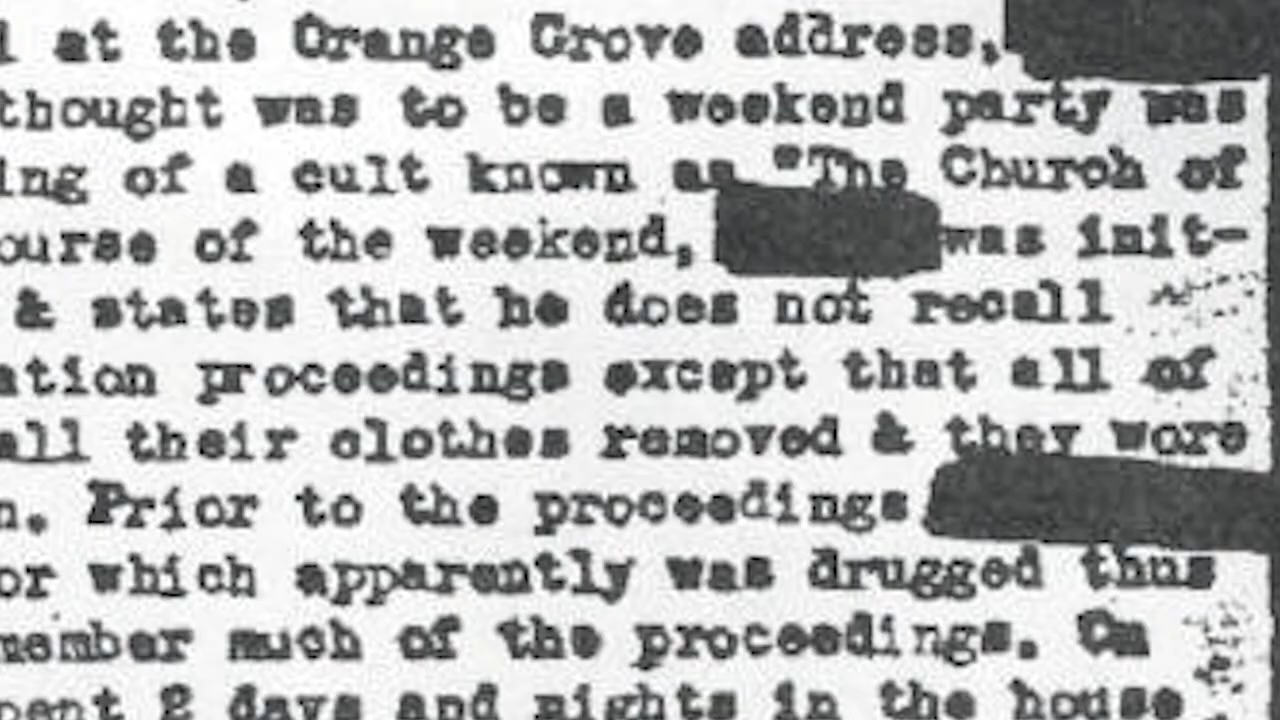 l at the Orange Grove address,
thought was to be a weekend party was
ing of a cult known as "The Church of
ourse of the weekend, was init-
& states that he does not recall
ation proceedings except that all of
all their clothes removed & they wore
n. Prior to the proceedings
or which apparently was drugged thus
member much of the proceedings. On
pent 2 days and nights in the house